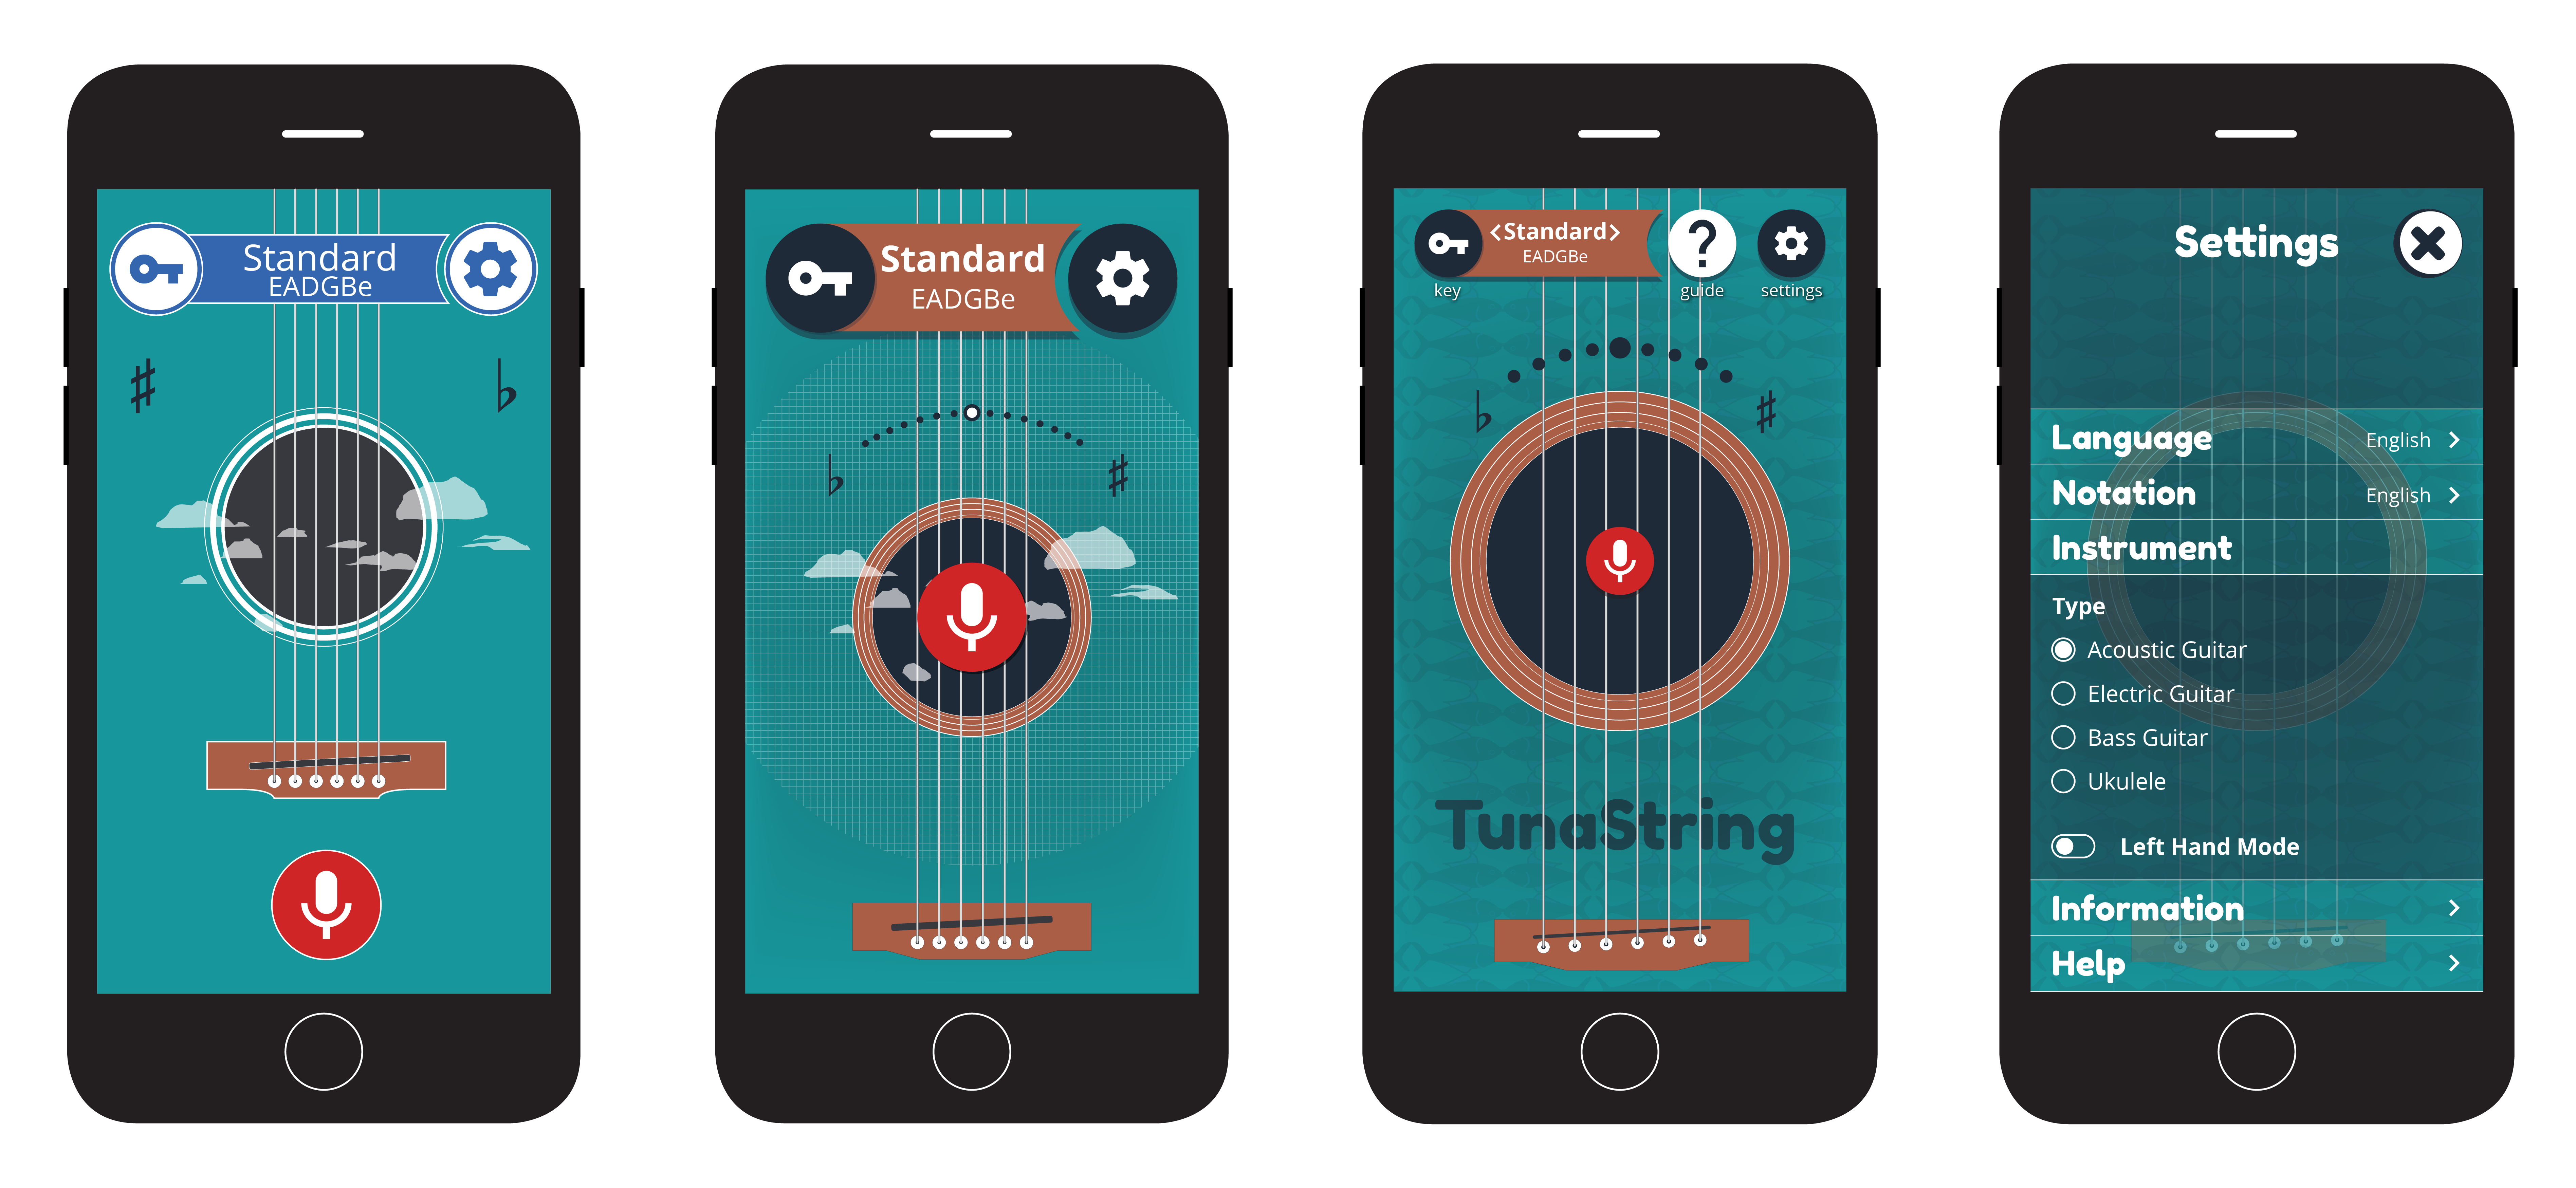 Standard
EADGBe
♯
♭
Standard
EADGBe
♭
♯
<Standard>
EADGBe
?
key
guide
settings
♭
♯
TunaString
Settings
Language English >
Notation English >
Instrument
Type
Acoustic Guitar
Electric Guitar
Bass Guitar
Ukulele
Left Hand Mode
Information >
Help >